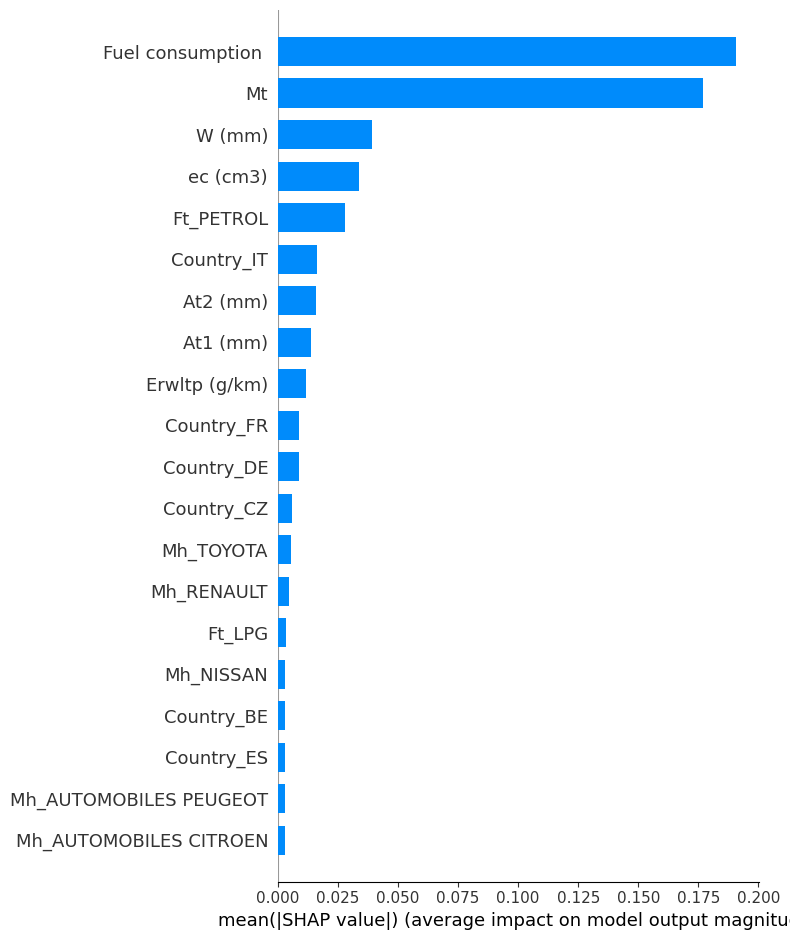 Fuel consumption
Mt
W (mm)
ec (cm3)
Ft_PETROL
Country_IT
At2 (mm)
At1 (mm)
Erwltp (g/km)
Country_FR
Country_DE
Country_CZ
Mh_TOYOTA
Mh_RENAULT
Ft_LPG
Mh_NISSAN
Country_BE
Country_ES
Mh_AUTOMOBILES PEUGEOT
Mh_AUTOMOBILES CITROEN
0.000 0.025 0.050 0.075 0.100 0.125 0.150 0.175 0.200
mean(|SHAP value|) (average impact on model output magnitu